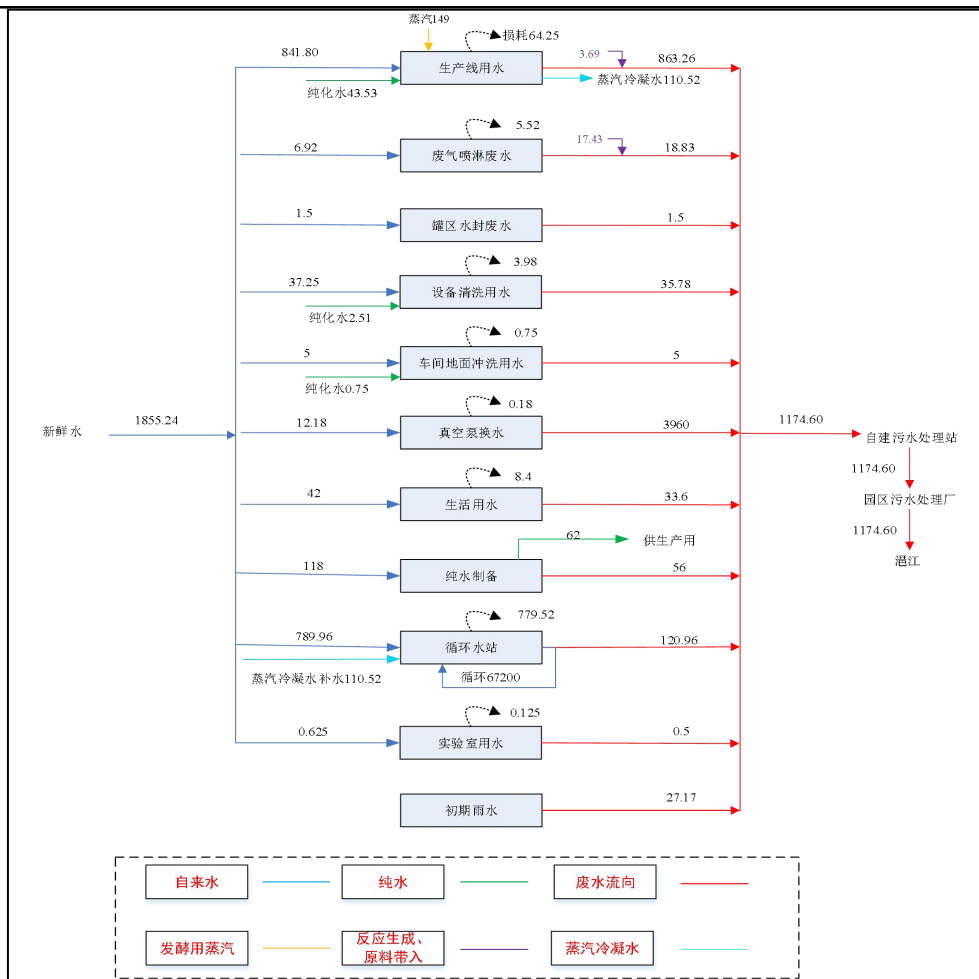 蒸汽149
损耗64.25
841.80
生产线用水
3.69
863.26
纯化水43.53
蒸汽冷凝水110.52
5.52
6.92
废气喷淋废水
17.43
18.83
1.5
罐区水封废水
1.5
3.98
37.25
设备清洗用水
35.78
纯化水2.51
0.75
5
车间地面冲洗用水
5
纯化水0.75
0.18
新鲜水
1855.24
12.18
真空泵换水
3960
1174.60
自建污水处理站
1174.60
8.4
42
生活用水
33.6
园区污水处理厂
1174.60
浥江
62
供生产用
118
纯水制备
56
779.52
789.96
循环水站
120.96
蒸汽冷凝水补水110.52
循环67200
0.125
0.625
实验室用水
0.5
初期雨水
27.17
自来水
纯水
废水流向
发酵用蒸汽
反应生成、
原料带入
蒸汽冷凝水